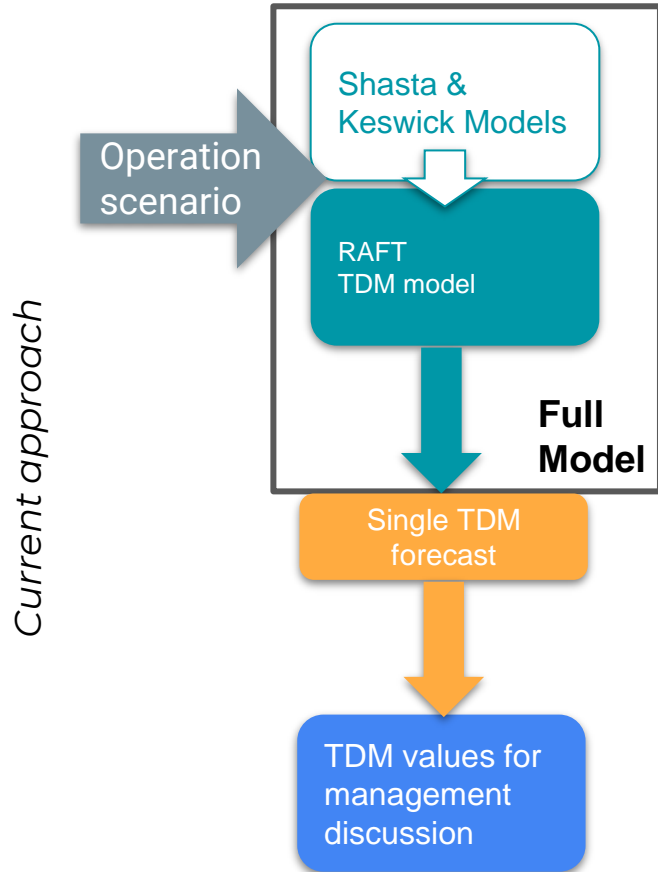 Shasta &
Keswick Models
Operation
scenario
RAFT
TDM model
Current approach
Full
Model
Single TDM
forecast
TDM values for
management
discussion